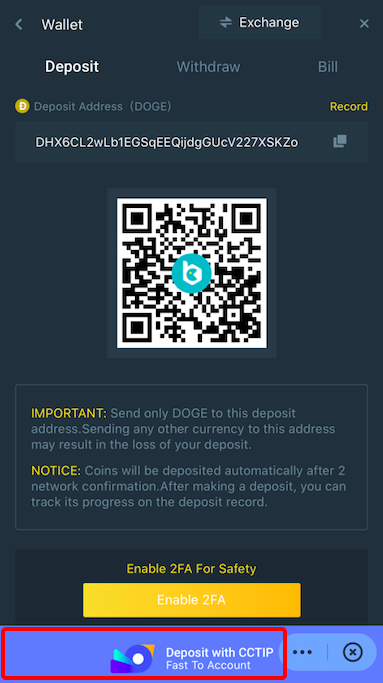 Wallet
Exchange
Deposit
Withdraw
Bill
Deposit Address（DOGE）
Record
DHX6CL2wLb1EGSqEEQijdgGUcV227XSKZo
IMPORTANT: Send only DOGE to this deposit
address.Sending any other currency to this address
may result in the loss of your deposit.
NOTICE: Coins will be deposited automatically after 2
network confirmation.After making a deposit, you can
track its progress on the deposit record.
Enable 2FA For Safety
Enable 2FA
Deposit with CCTIP
Fast To Account